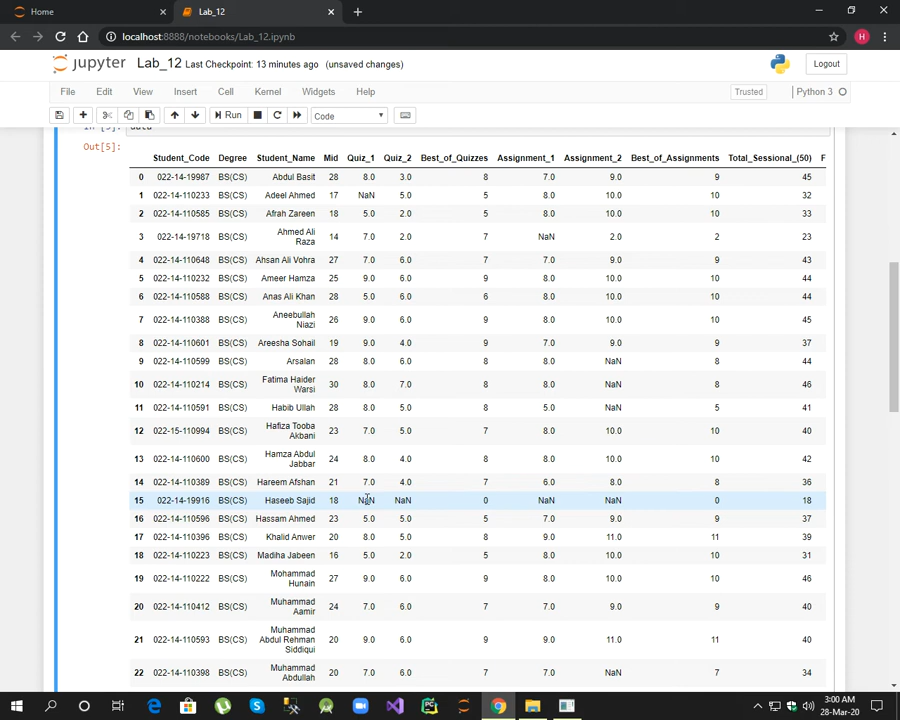 Home
Lab_12
localhost:8888/notebooks/Lab_12.ipynb
H
jupyter Lab_12 Last Checkpoint: 13 minutes ago (unsaved changes)
Logout
File Edit View Insert Cell Kernel Widgets Help
Trusted Python 3
Run Code
In [5]: data
Out[5]:
Student_Code Degree Student_Name Mid Quiz_1 Quiz_2 Best_of_Quizzes Assignment_1 Assignment_2 Best_of_Assignments Total_Sessional_(50) F
0 022-14-19987 BS(CS) Abdul Basit 28 8.0 3.0 8 7.0 9.0 9 45
1 022-14-110233 BS(CS) Adeel Ahmed 17 NaN 5.0 5 8.0 10.0 10 32
2 022-14-110585 BS(CS) Afrah Zareen 18 5.0 2.0 5 8.0 10.0 10 33
3 022-14-19718 BS(CS) Ahmed Ali Raza 14 7.0 2.0 7 NaN 2.0 2 23
4 022-14-110648 BS(CS) Ahsan Ali Vohra 27 7.0 6.0 7 7.0 9.0 9 43
5 022-14-110232 BS(CS) Ameer Hamza 25 9.0 6.0 9 8.0 10.0 10 44
6 022-14-110588 BS(CS) Anas Ali Khan 28 5.0 6.0 6 8.0 10.0 10 44
7 022-14-110388 BS(CS) Aneebullah Niazi 26 9.0 6.0 9 8.0 10.0 10 45
8 022-14-110601 BS(CS) Areesha Sohail 19 9.0 4.0 9 7.0 9.0 9 37
9 022-14-110599 BS(CS) Arsalan 28 8.0 6.0 8 8.0 NaN 8 44
10 022-14-110214 BS(CS) Fatima Haider Warsi 30 8.0 7.0 8 8.0 NaN 8 46
11 022-14-110591 BS(CS) Habib Ullah 28 8.0 5.0 8 5.0 NaN 5 41
12 022-15-110994 BS(CS) Hafiza Tooba Akbani 23 7.0 5.0 7 8.0 10.0 10 40
13 022-14-110600 BS(CS) Hamza Abdul Jabbar 24 8.0 4.0 8 8.0 10.0 10 42
14 022-14-110389 BS(CS) Hareem Afshan 21 7.0 4.0 7 6.0 8.0 8 36
15 022-14-19916 BS(CS) Haseeb Sajid 18 NaN NaN 0 NaN NaN 0 18
16 022-14-110596 BS(CS) Hassam Ahmed 23 5.0 5.0 5 7.0 9.0 9 37
17 022-14-110396 BS(CS) Khalid Anwer 20 8.0 5.0 8 9.0 11.0 11 39
18 022-14-110223 BS(CS) Madiha Jabeen 16 5.0 2.0 5 8.0 10.0 10 31
19 022-14-110222 BS(CS) Mohammad Hunain 27 9.0 6.0 9 8.0 10.0 10 46
20 022-14-110412 BS(CS) Muhammad Aamir 24 7.0 6.0 7 7.0 9.0 9 40
21 022-14-110593 BS(CS) Muhammad Abdul Rehman Siddiqui 20 9.0 6.0 9 9.0 11.0 11 40
22 022-14-110398 BS(CS) Muhammad Abdullah 20 7.0 6.0 7 7.0 NaN 7 34
3:00 AM
28-Mar-20